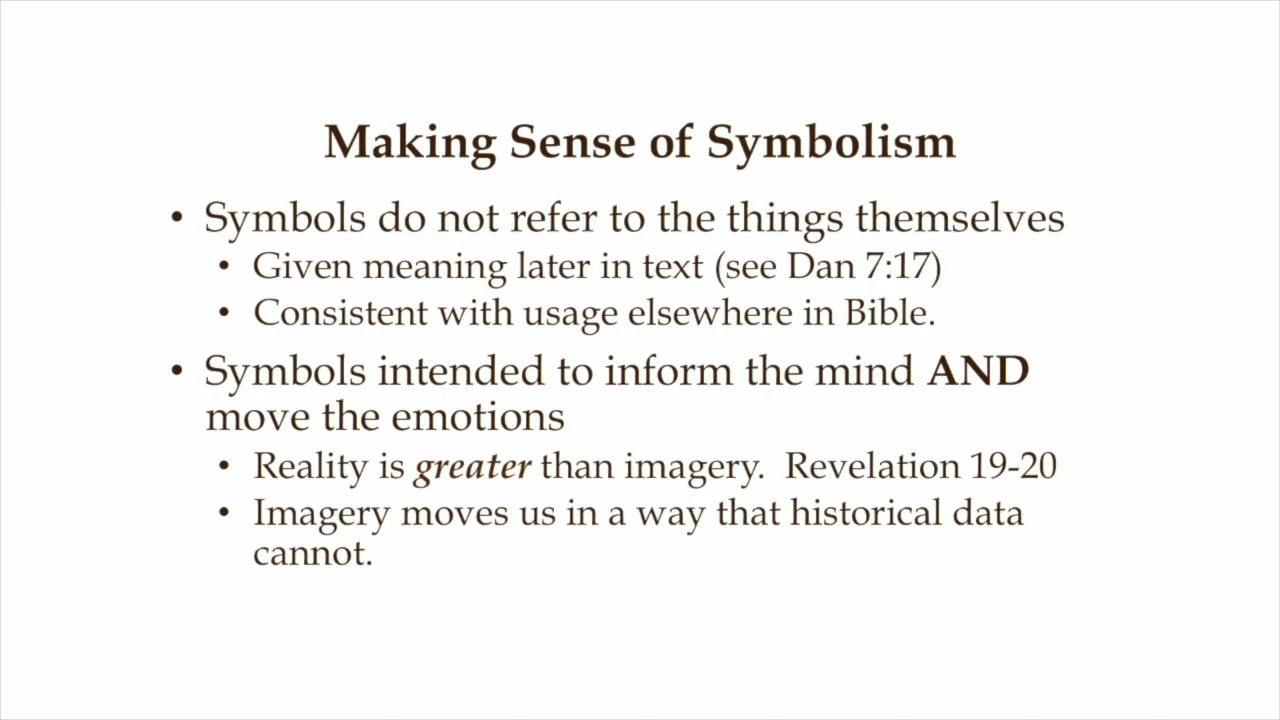 Making Sense of Symbolism
• Symbols do not refer to the things themselves
• Given meaning later in text (see Dan 7:17)
• Consistent with usage elsewhere in Bible.
• Symbols intended to inform the mind AND
move the emotions
• Reality is greater than imagery.  Revelation 19-20
• Imagery moves us in a way that historical data
cannot.